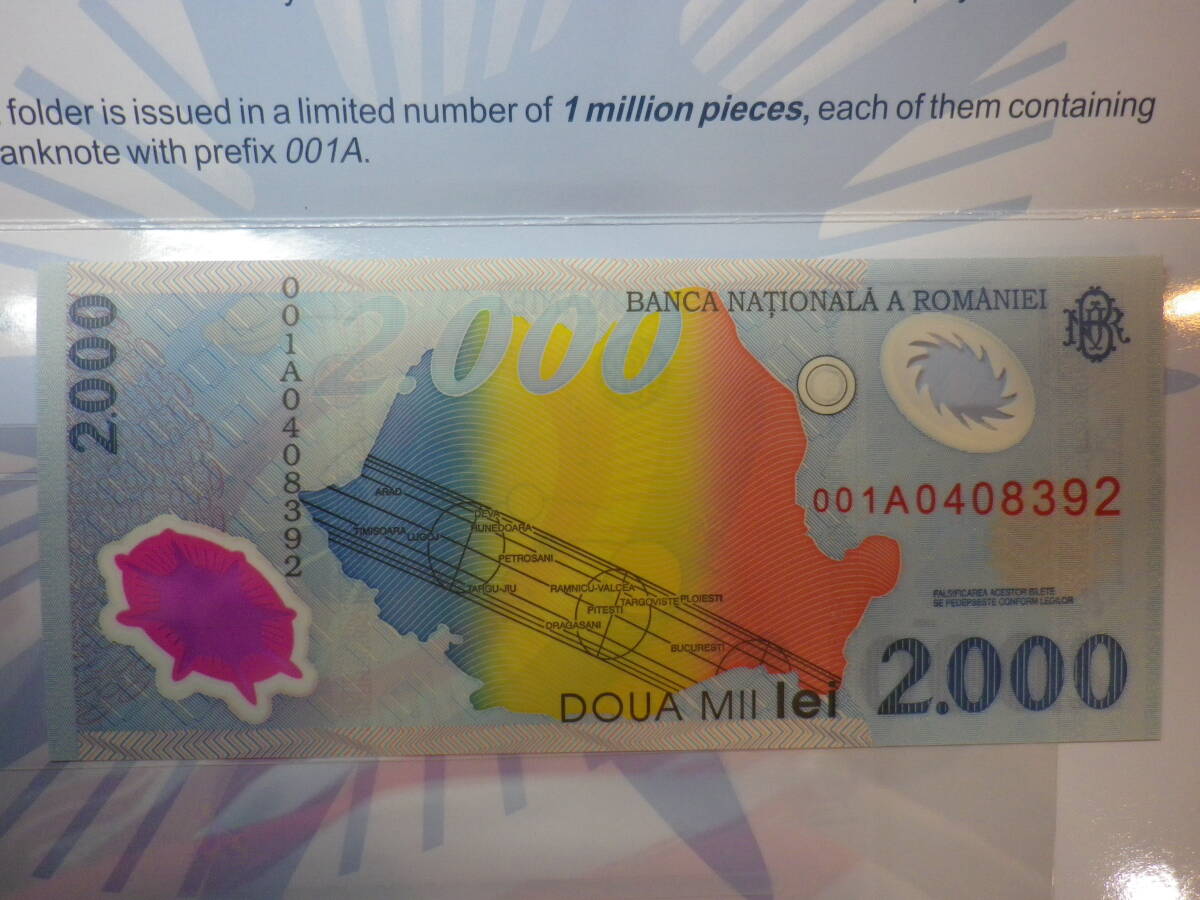 folder is issued in a limited number of 1 million pieces, each of them containing
anknote with prefix 001A.
2.000
001A0408392
2.000
BANCA NAȚIONALĂ A ROMÂNIEI
BNR
001A0408392
ARAD
DEVA
TIMISOARA
LUGOJ
HUNEDOARA
PETROSANI
TARGU-JIU
RAMNICU-VALCEA
TARGOVISTE
PLOIESTI
PITESTI
DRAGASANI
BUCURESTI
FALSIFICAREA ACESTOR BILETE
SE PEDEPSESTE CONFORM LEGILOR
DOUA MII lei
2.000